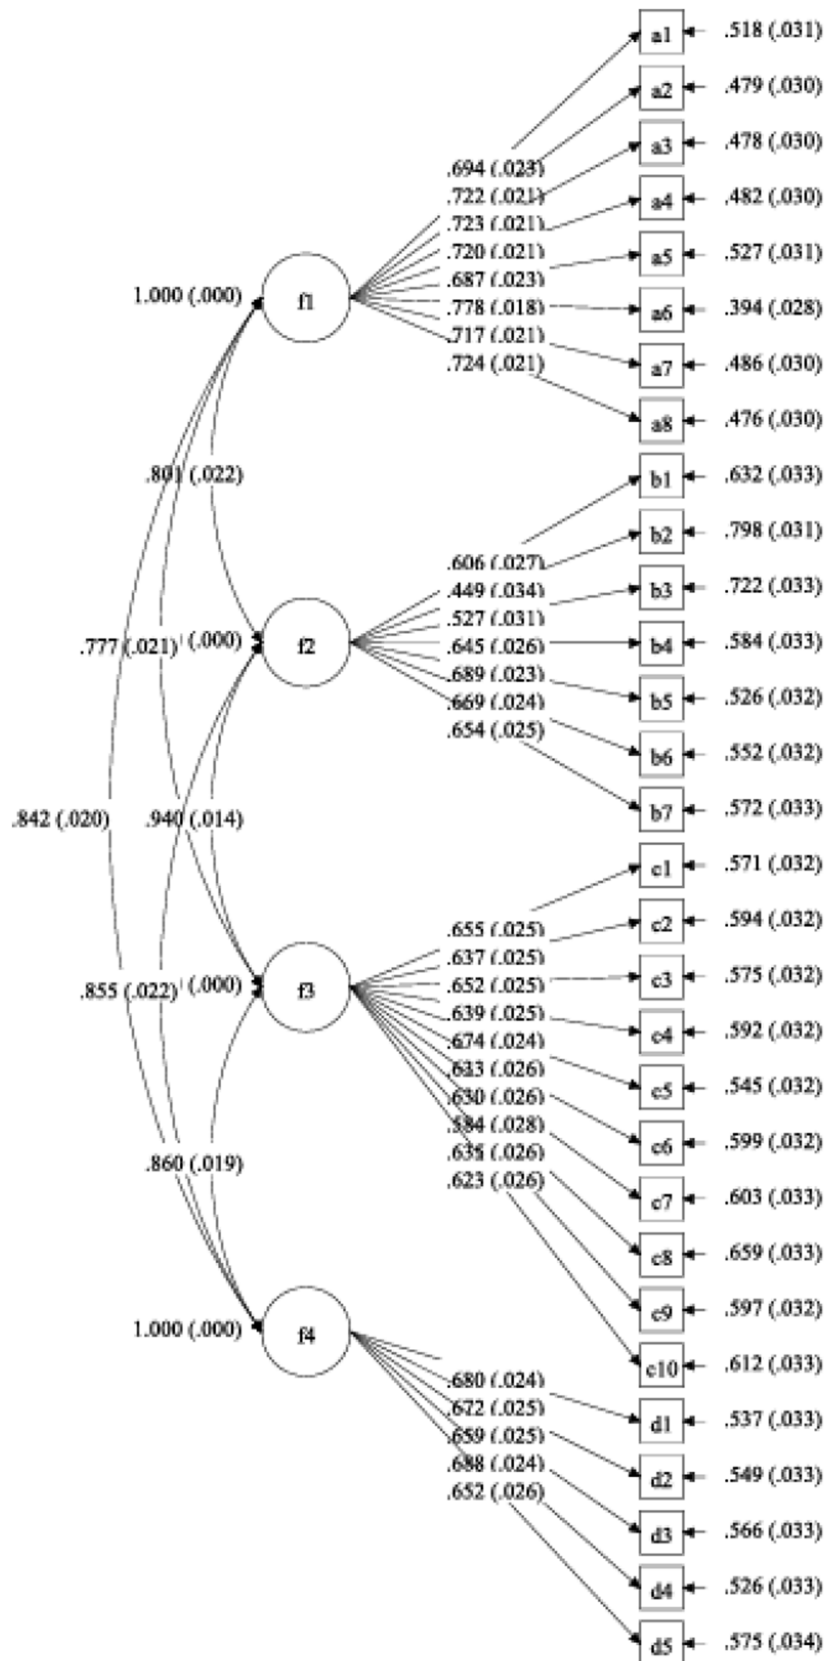 a1 .518 (.031)
a2 .479 (.030)
a3 .478 (.030)
.694 (.023)
.722 (.021)
a4 .482 (.030)
.723 (.021)
.720 (.021)
a5 .527 (.031)
.687 (.023)
1.000 (.000) f1
.778 (.018)
a6 .394 (.028)
.717 (.021)
.724 (.021)
a7 .486 (.030)
a8 .476 (.030)
.801 (.022)
b1 .632 (.033)
b2 .798 (.031)
.606 (.027)
.449 (.034)
b3 .722 (.033)
.527 (.031)
.777 (.021) (.000) f2
.645 (.026)
b4 .584 (.033)
.689 (.023)
.669 (.024)
b5 .526 (.032)
.654 (.025)
b6 .552 (.032)
b7 .572 (.033)
.842 (.020) .940 (.014)
c1 .571 (.032)
c2 .594 (.032)
.655 (.025)
.637 (.025)
c3 .575 (.032)
.855 (.022) (.000) f3
.652 (.025)
.639 (.025)
c4 .592 (.032)
.674 (.024)
.633 (.026)
c5 .545 (.032)
.630 (.026)
.584 (.028)
c6 .599 (.032)
.635 (.026)
.860 (.019)
.623 (.026)
c7 .603 (.033)
c8 .659 (.033)
c9 .597 (.032)
1.000 (.000) f4
c10 .612 (.033)
.680 (.024)
.672 (.025)
d1 .537 (.033)
.659 (.025)
.688 (.024)
d2 .549 (.033)
.652 (.026)
d3 .566 (.033)
d4 .526 (.033)
d5 .575 (.034)